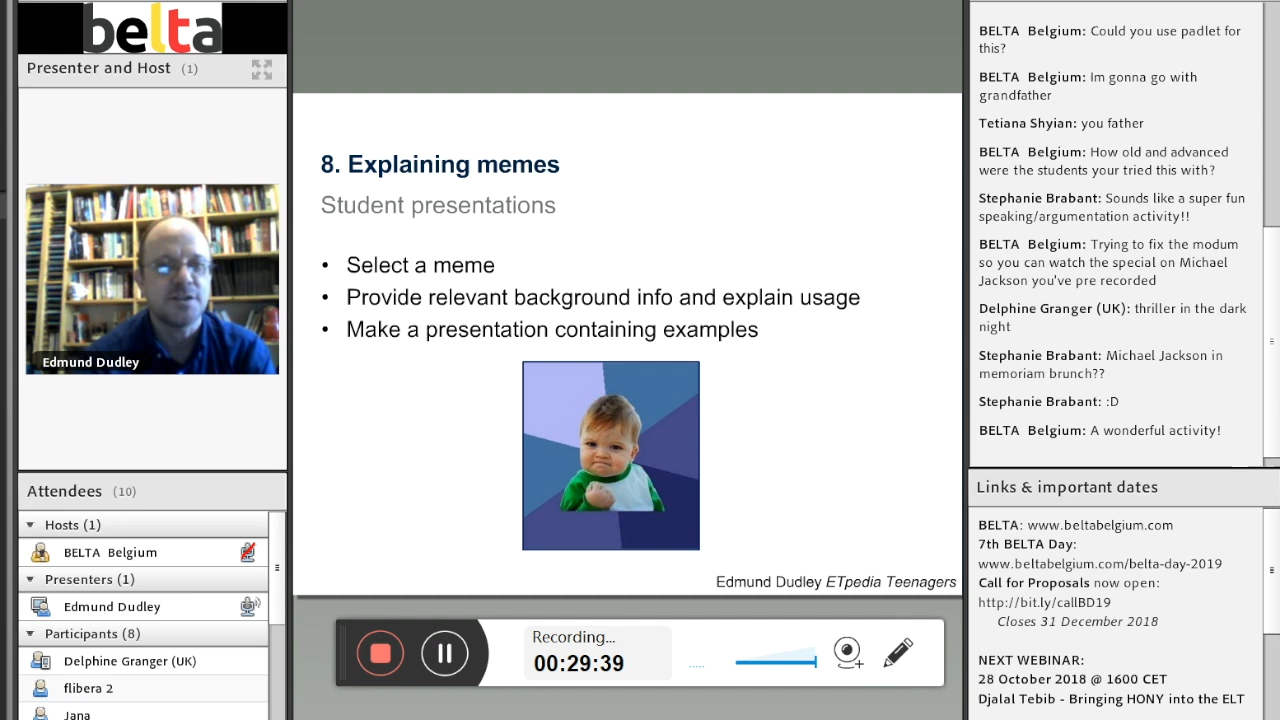 belta
Presenter and Host (1)
Edmund Dudley
Attendees (10)
Hosts (1)
BELTA Belgium
Presenters (1)
Edmund Dudley
Participants (8)
Delphine Granger (UK)
flibera 2
Jana
8. Explaining memes
Student presentations
• Select a meme
• Provide relevant background info and explain usage
• Make a presentation containing examples
Edmund Dudley ETpedia Teenagers
Recording...
00:29:39
BELTA Belgium: Could you use padlet for
this?
BELTA Belgium: Im gonna go with
grandfather
Tetiana Shyian: you father
BELTA Belgium: How old and advanced
were the students your tried this with?
Stephanie Brabant: Sounds like a super fun
speaking/argumentation activity!!
BELTA Belgium: Trying to fix the modum
so you can watch the special on Michael
Jackson you've pre recorded
Delphine Granger (UK): thriller in the dark
night
Stephanie Brabant: Michael Jackson in
memoriam brunch??
Stephanie Brabant: :D
BELTA Belgium: A wonderful activity!
Links & important dates
BELTA: www.beltabelgium.com
7th BELTA Day:
www.beltabelgium.com/belta-day-2019
Call for Proposals now open:
http://bit.ly/callBD19
Closes 31 December 2018
NEXT WEBINAR:
28 October 2018 @ 1600 CET
Djalal Tebib - Bringing HONY into the ELT